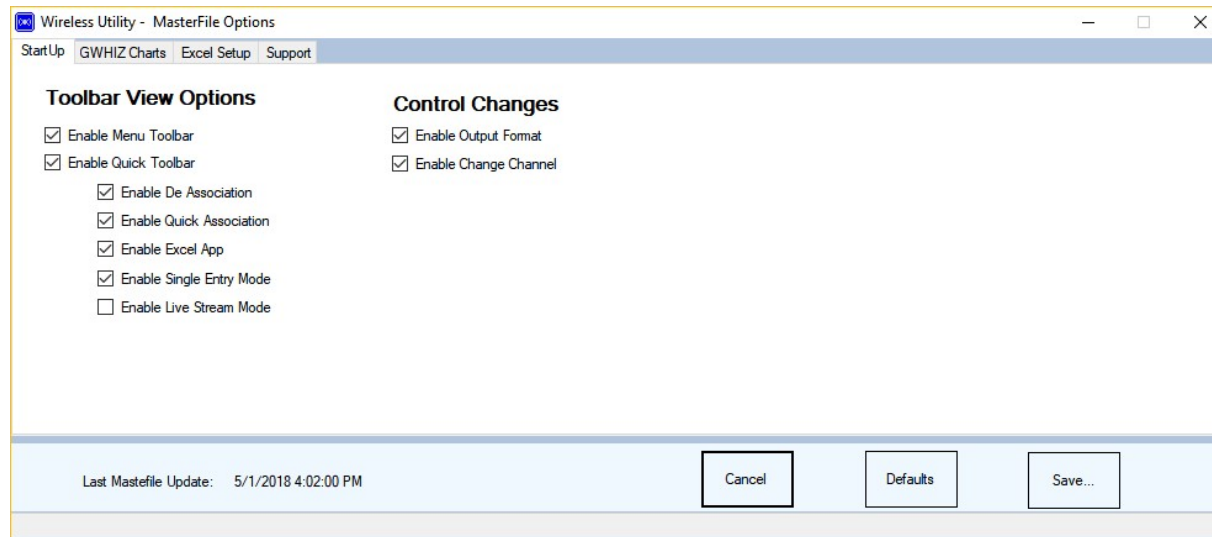 Wireless Utility - MasterFile Options
StartUp GWHIZ Charts Excel Setup Support
Toolbar View Options
Enable Menu Toolbar
Enable Quick Toolbar
Enable De Association
Enable Quick Association
Enable Excel App
Enable Single Entry Mode
Enable Live Stream Mode
Control Changes
Enable Output Format
Enable Change Channel
Last Mastefile Update: 5/1/2018 4:02:00 PM
Cancel Defaults Save...